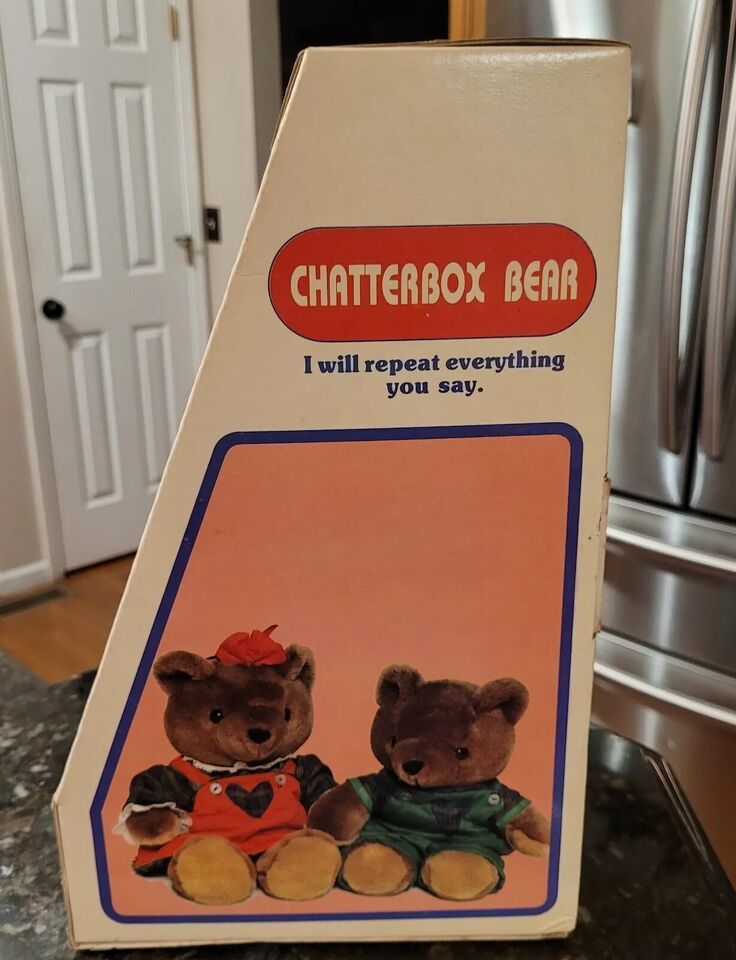 CHATTERBOX BEAR
I will repeat everything
you say.